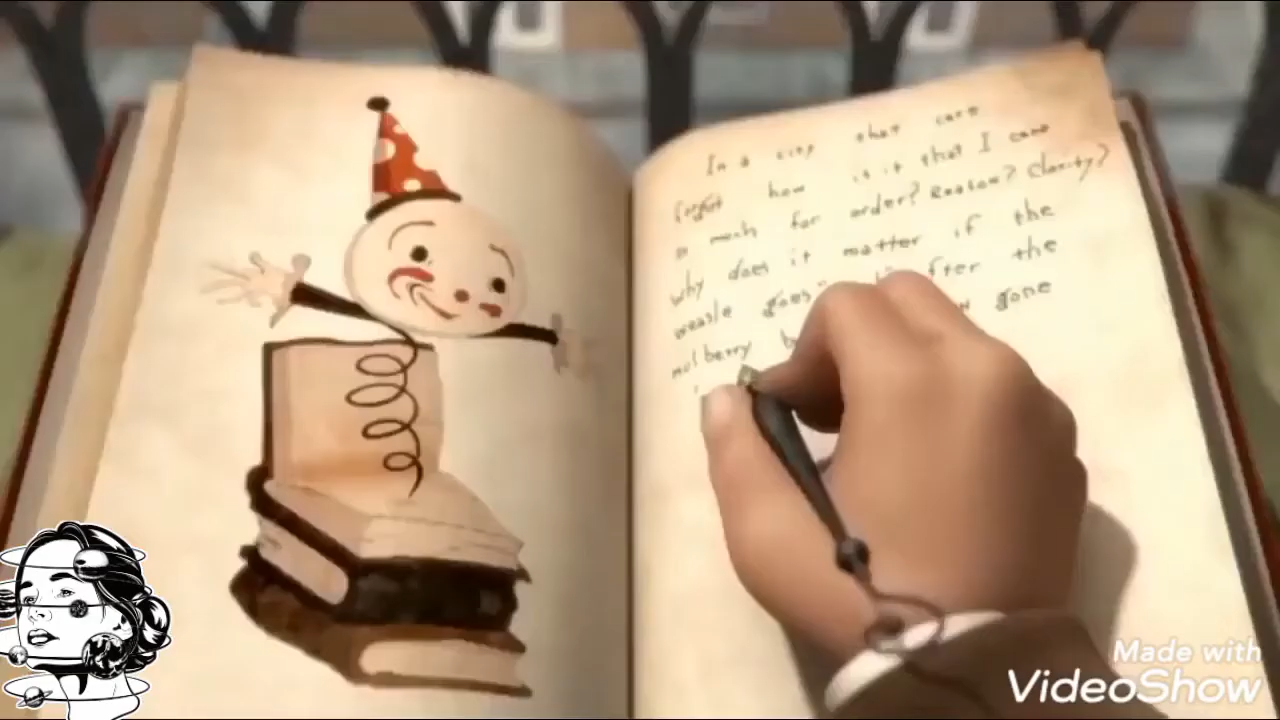 In a city that care
forgot how is it that I care
so much for order? Reason? Clarity?
why does it matter if the
weasle goes after the
mulberry gone
Made with
VideoShow